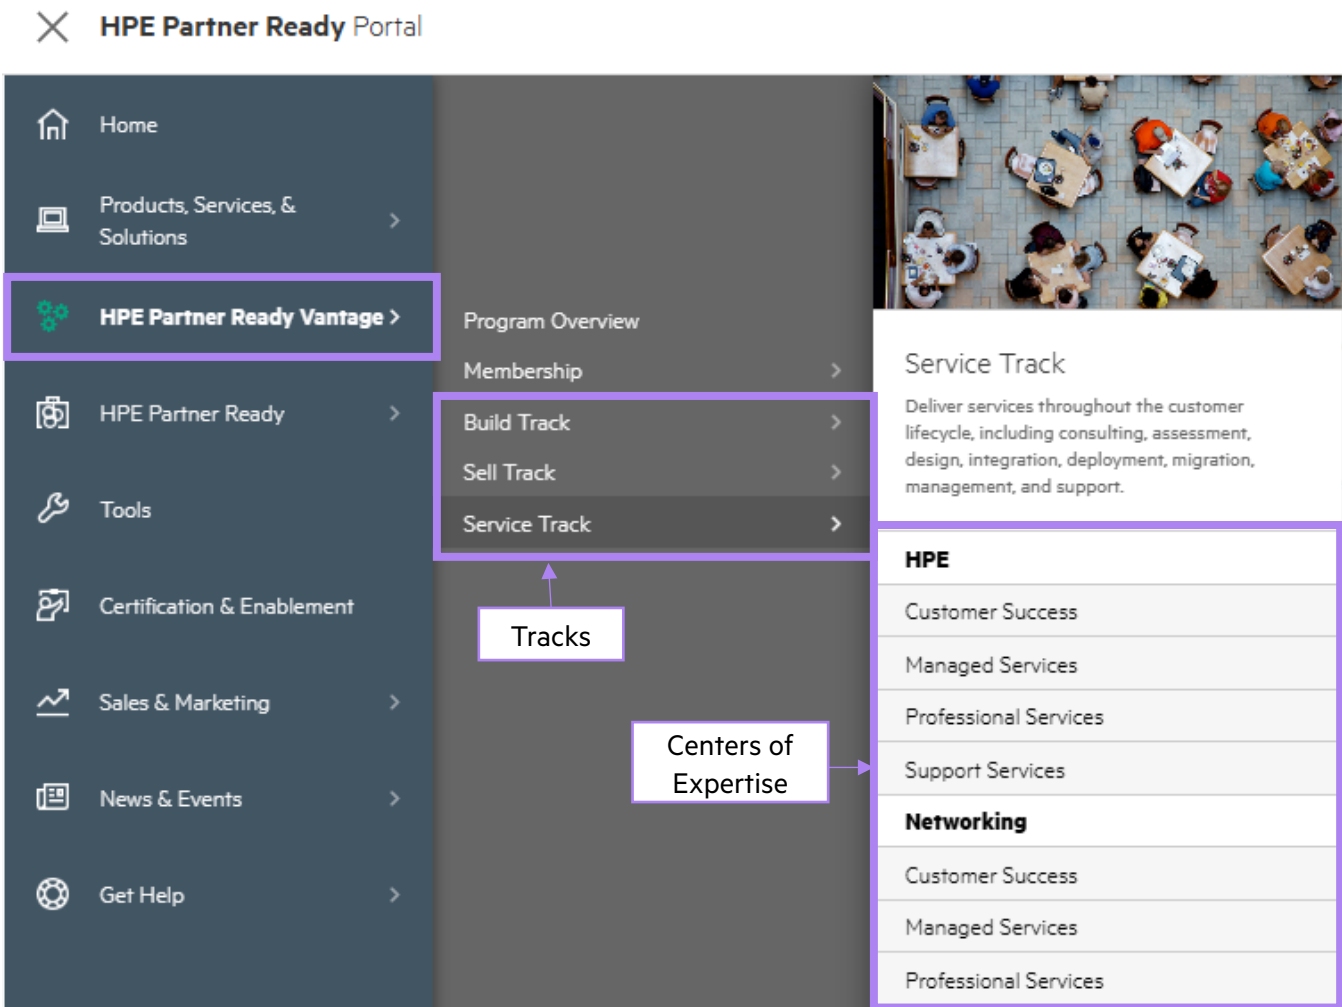 HPE Partner Ready Portal
Home
Products, Services, &
Solutions
HPE Partner Ready Vantage
HPE Partner Ready
Tools
Certification & Enablement
Sales & Marketing
News & Events
Get Help
Program Overview
Membership
Build Track
Sell Track
Service Track
Tracks
Centers of
Expertise
Service Track
Deliver services throughout the customer
lifecycle, including consulting, assessment,
design, integration, deployment, migration,
management, and support.
HPE
Customer Success
Managed Services
Professional Services
Support Services
Networking
Customer Success
Managed Services
Professional Services